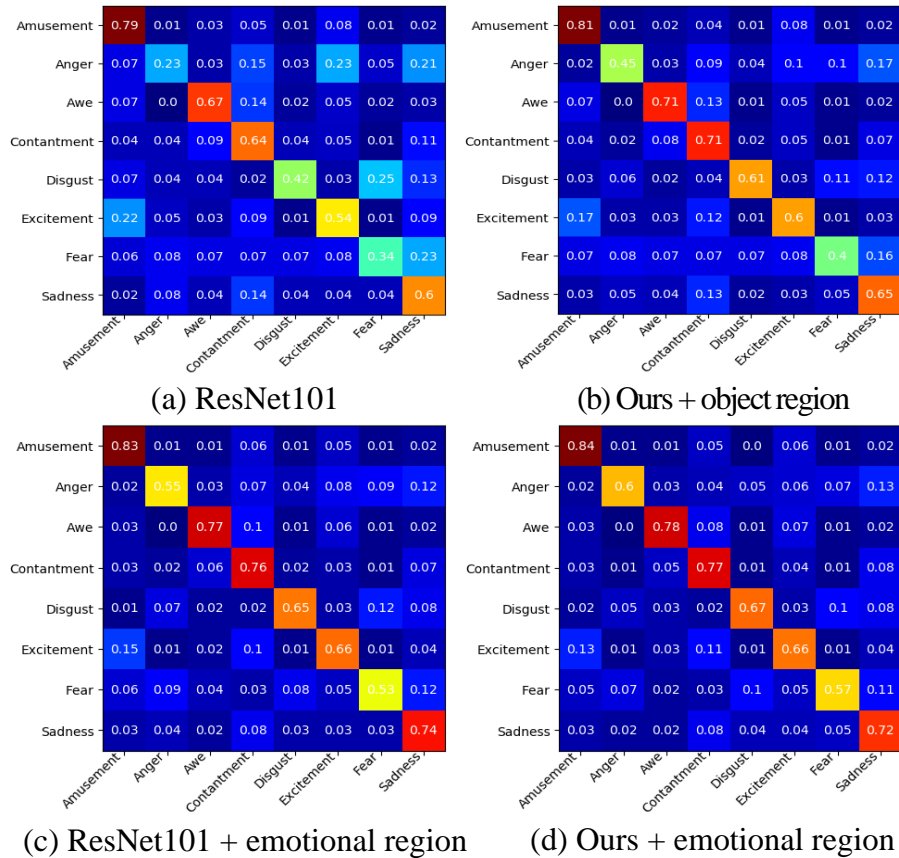 Amusement 0.79 0.01 0.03 0.05 0.01 0.08 0.01 0.02
Anger 0.07 0.23 0.03 0.15 0.03 0.23 0.05 0.21
Awe 0.07 0.0 0.67 0.14 0.02 0.05 0.02 0.03
Contantment 0.04 0.04 0.09 0.64 0.04 0.05 0.01 0.11
Disgust 0.07 0.04 0.04 0.02 0.42 0.03 0.25 0.13
Excitement 0.22 0.05 0.03 0.09 0.01 0.54 0.01 0.09
Fear 0.06 0.08 0.07 0.07 0.07 0.08 0.34 0.23
Sadness 0.02 0.08 0.04 0.14 0.04 0.04 0.04 0.6
Amusement Anger Awe Contantment Disgust Excitement Fear Sadness
(a) ResNet101
Amusement 0.81 0.01 0.02 0.04 0.01 0.08 0.01 0.02
Anger 0.02 0.45 0.03 0.09 0.04 0.1 0.1 0.17
Awe 0.07 0.0 0.71 0.13 0.01 0.05 0.01 0.02
Contantment 0.04 0.02 0.08 0.71 0.02 0.05 0.01 0.07
Disgust 0.03 0.06 0.02 0.04 0.61 0.03 0.11 0.12
Excitement 0.17 0.03 0.03 0.12 0.01 0.6 0.01 0.03
Fear 0.07 0.08 0.07 0.07 0.07 0.08 0.4 0.16
Sadness 0.03 0.05 0.04 0.13 0.02 0.03 0.05 0.65
Amusement Anger Awe Contantment Disgust Excitement Fear Sadness
(b) Ours + object region
Amusement 0.83 0.01 0.01 0.06 0.01 0.05 0.01 0.02
Anger 0.02 0.55 0.03 0.07 0.04 0.08 0.09 0.12
Awe 0.03 0.0 0.77 0.1 0.01 0.06 0.01 0.02
Contantment 0.03 0.02 0.06 0.76 0.02 0.03 0.01 0.07
Disgust 0.01 0.07 0.02 0.02 0.65 0.03 0.12 0.08
Excitement 0.15 0.01 0.02 0.1 0.01 0.66 0.01 0.04
Fear 0.06 0.09 0.04 0.03 0.08 0.05 0.53 0.12
Sadness 0.03 0.04 0.02 0.08 0.03 0.03 0.03 0.74
Amusement Anger Awe Contantment Disgust Excitement Fear Sadness
(c) ResNet101 + emotional region
Amusement 0.84 0.01 0.01 0.05 0.0 0.06 0.01 0.02
Anger 0.02 0.6 0.03 0.04 0.05 0.06 0.07 0.13
Awe 0.03 0.0 0.78 0.08 0.01 0.07 0.01 0.02
Contantment 0.03 0.01 0.05 0.77 0.01 0.04 0.01 0.08
Disgust 0.02 0.05 0.03 0.02 0.67 0.03 0.1 0.08
Excitement 0.13 0.01 0.03 0.11 0.01 0.66 0.01 0.04
Fear 0.05 0.07 0.02 0.03 0.1 0.05 0.57 0.11
Sadness 0.03 0.02 0.02 0.08 0.04 0.04 0.05 0.72
Amusement Anger Awe Contantment Disgust Excitement Fear Sadness
(d) Ours + emotional region